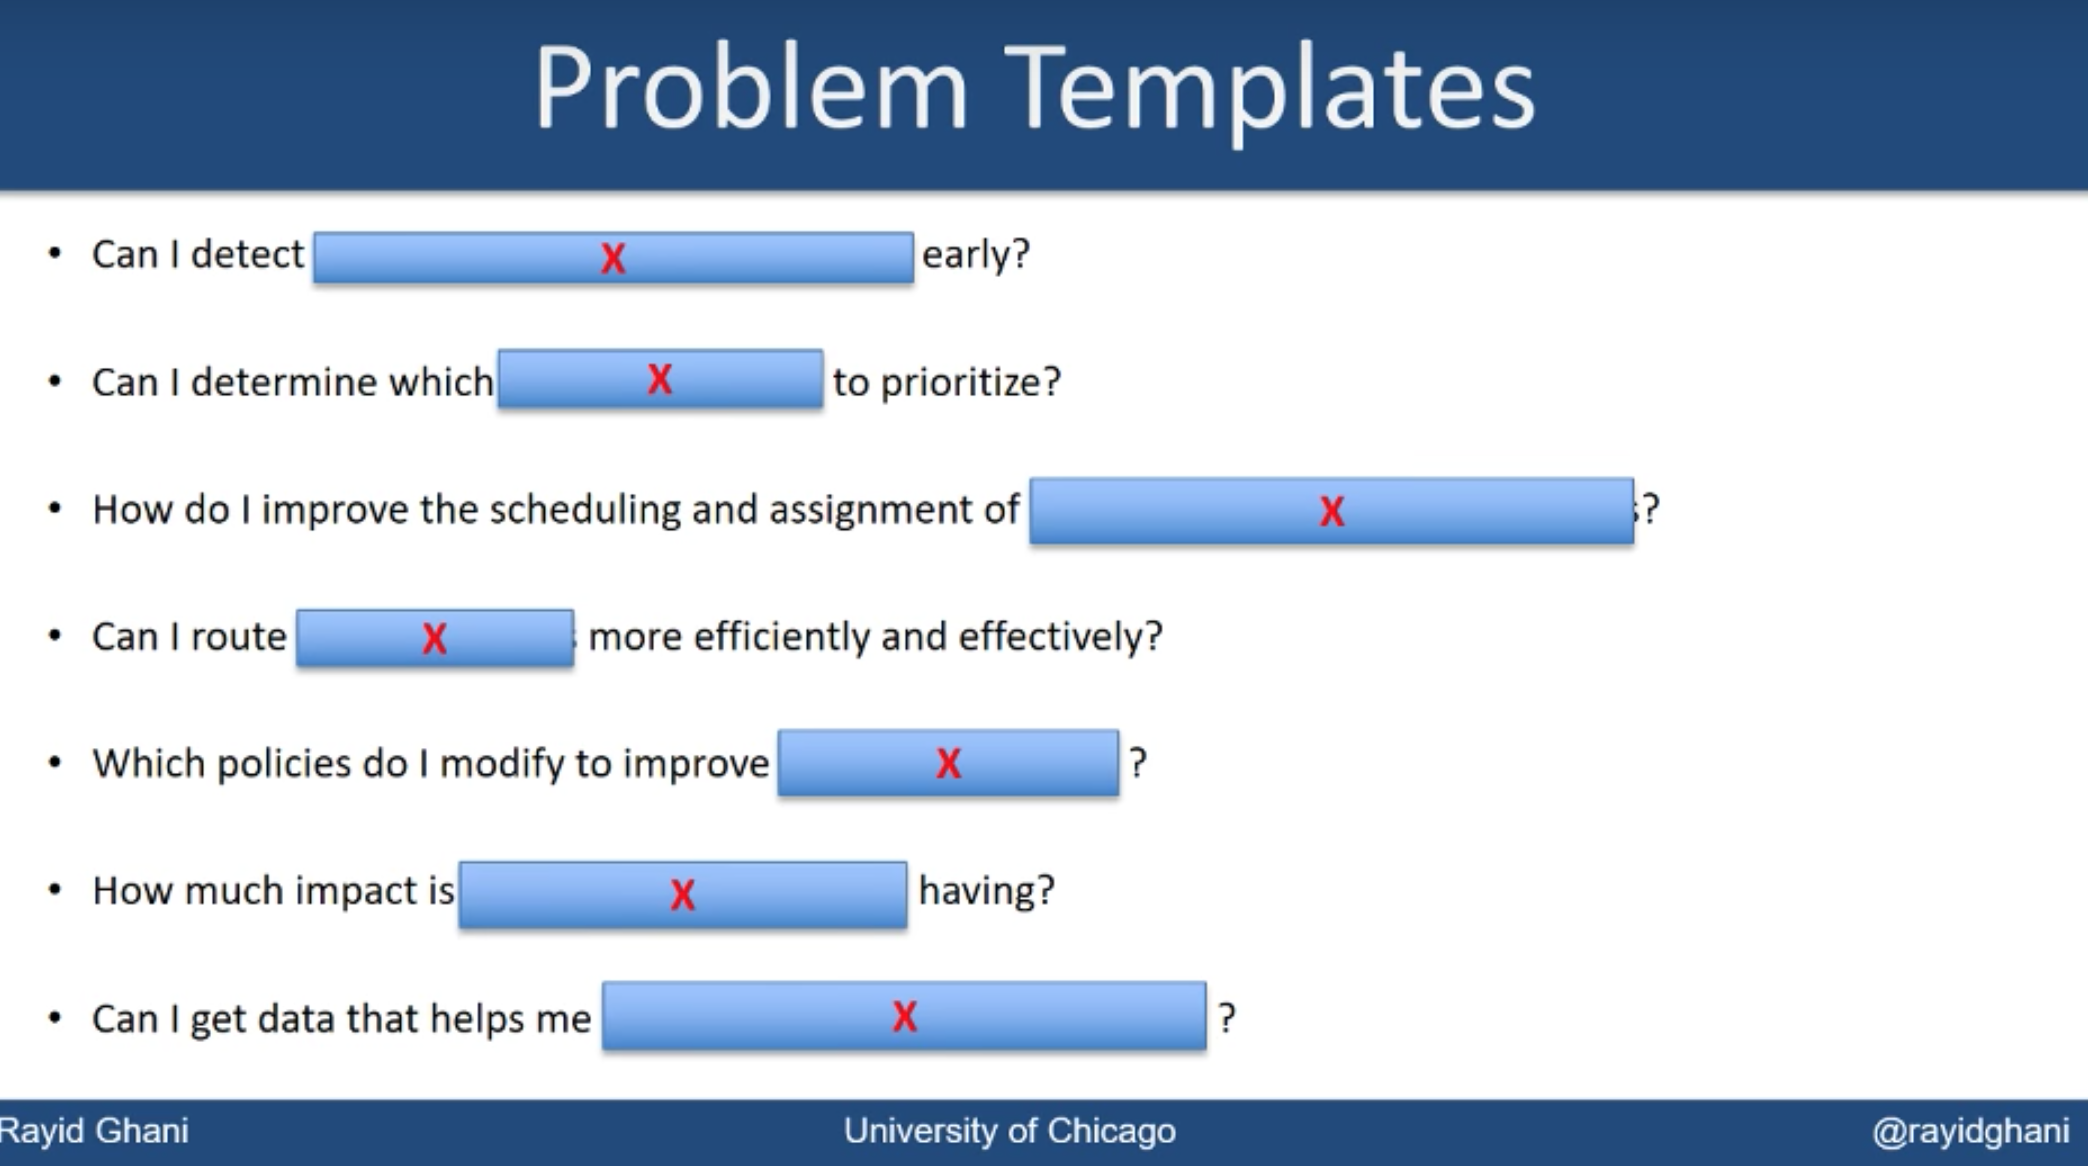 Problem Templates
• Can I detect X early?
• Can I determine which X to prioritize?
• How do I improve the scheduling and assignment of X s?
• Can I route X s more efficiently and effectively?
• Which policies do I modify to improve X ?
• How much impact is X having?
• Can I get data that helps me X ?
Rayid Ghani University of Chicago @rayidghani